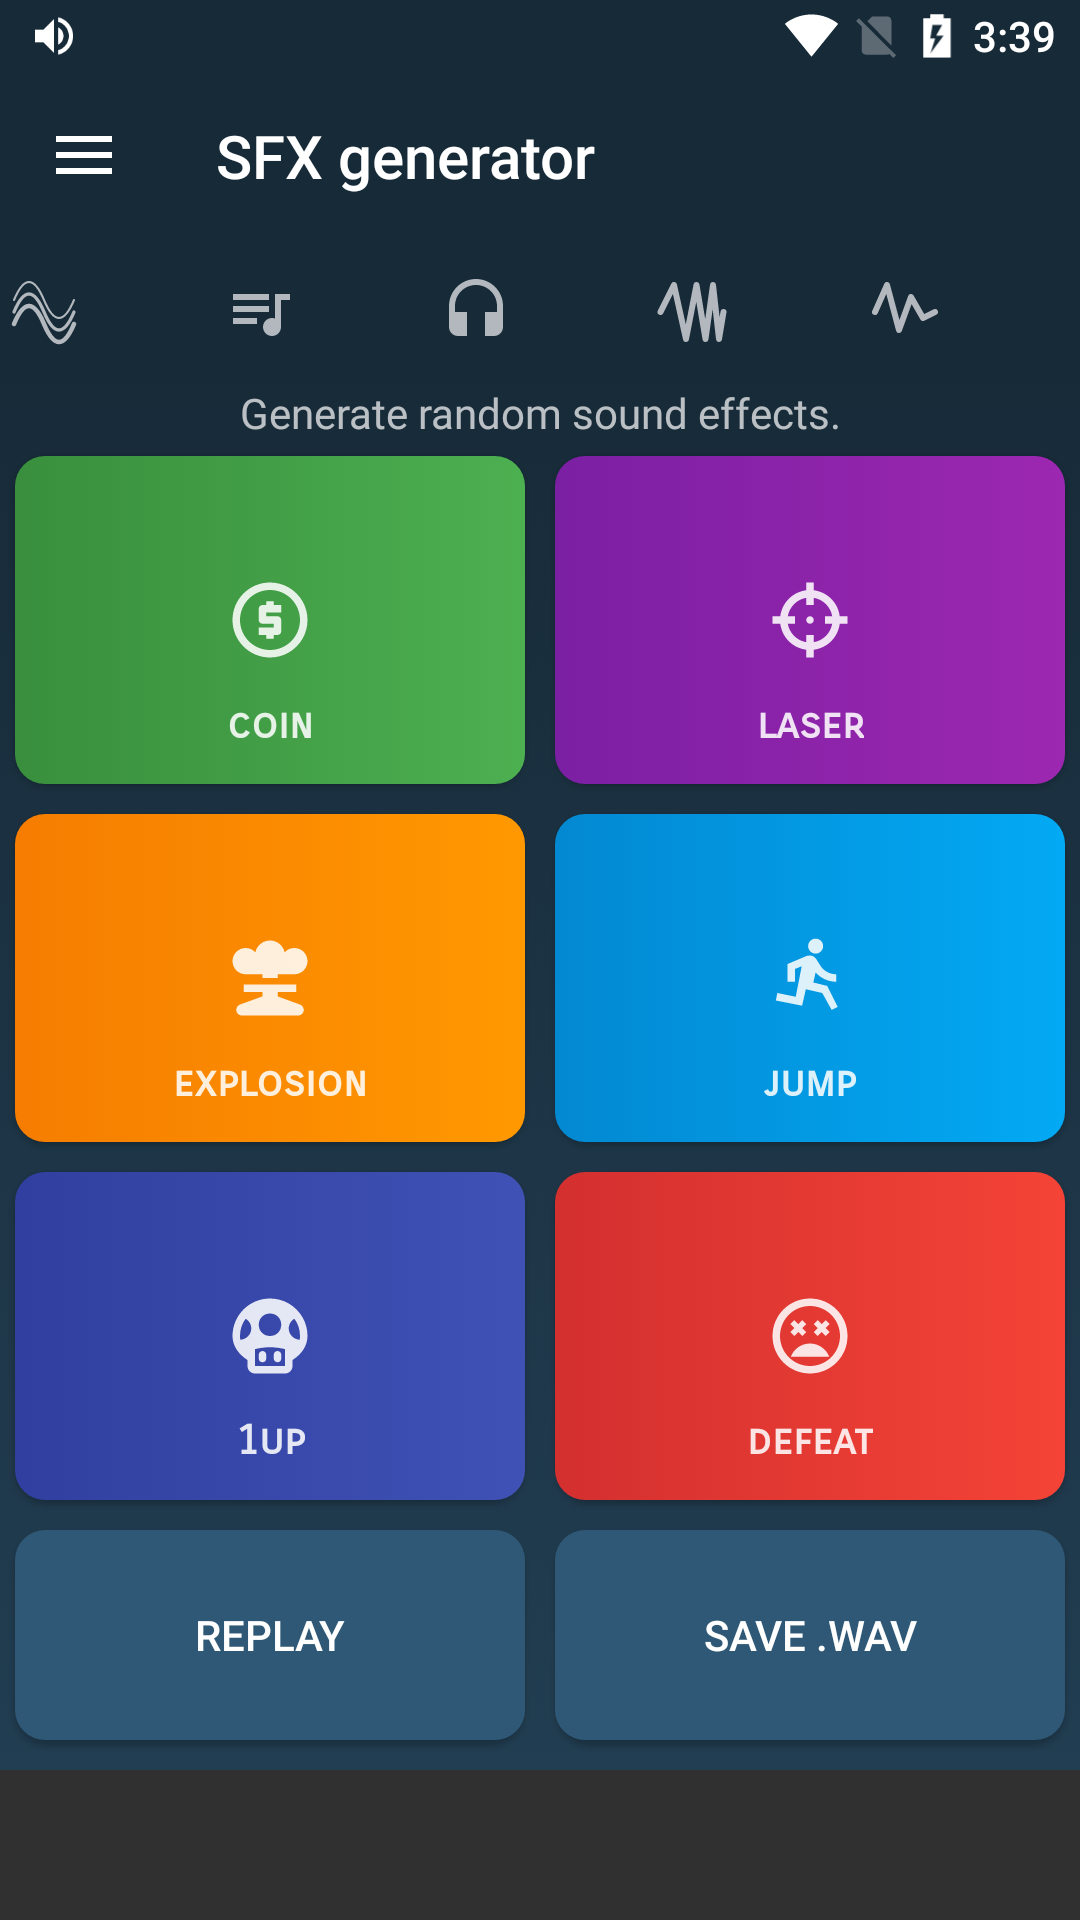 3:39
SFX generator
Generate random sound effects.
COIN
LASER
EXPLOSION
JUMP
1UP
DEFEAT
REPLAY
SAVE .WAV